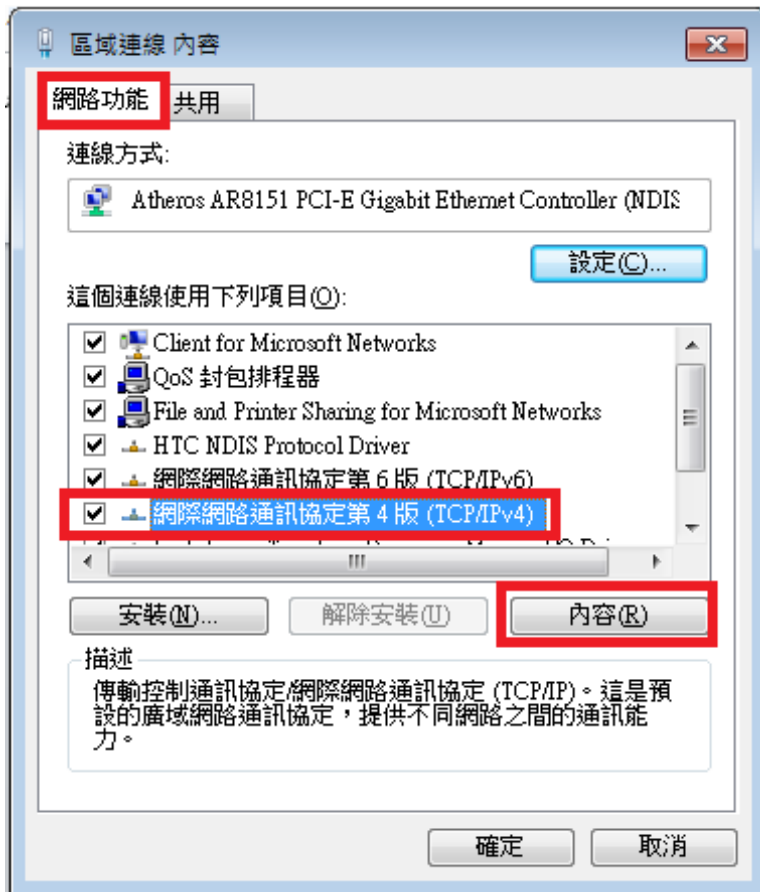 區域連線 內容
網路功能 共用
連線方式:
Atheros AR8151 PCI-E Gigabit Ethernet Controller (NDIS
設定(C)...
這個連線使用下列項目(O):
Client for Microsoft Networks
QoS 封包排程器
File and Printer Sharing for Microsoft Networks
HTC NDIS Protocol Driver
網際網路通訊協定第 6 版 (TCP/IPv6)
網際網路通訊協定第 4 版 (TCP/IPv4)
安裝(N)... 解除安裝(U) 內容(R)
描述
傳輸控制通訊協定/網際網路通訊協定 (TCP/IP)。這是預
設的廣域網路通訊協定，提供不同網路之間的通訊能
力。
確定 取消